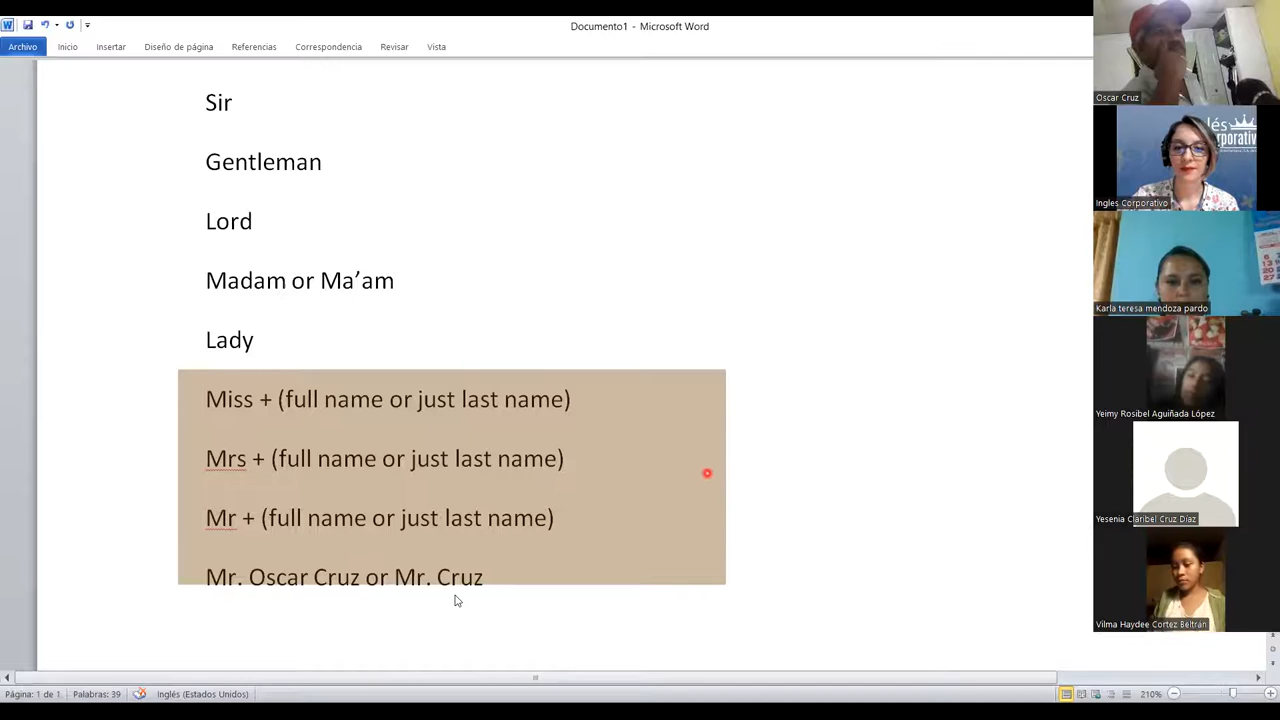 Documento1 - Microsoft Word
Archivo Inicio Insertar Diseño de página Referencias Correspondencia Revisar Vista
Sir
Gentleman
Lord
Madam or Ma’am
Lady
Miss + (full name or just last name)
Mrs + (full name or just last name)
Mr + (full name or just last name)
Mr. Oscar Cruz or Mr. Cruz
Página: 1 de 1 Palabras: 39 Inglés (Estados Unidos) 210%
Oscar Cruz
Ingles Corporativo
Karla teresa mendoza pardo
6
13
20
27
Yeimy Rosibel Aguiñada López
Yesenia Claribel Cruz Díaz
Vilma Haydee Cortez Beltran